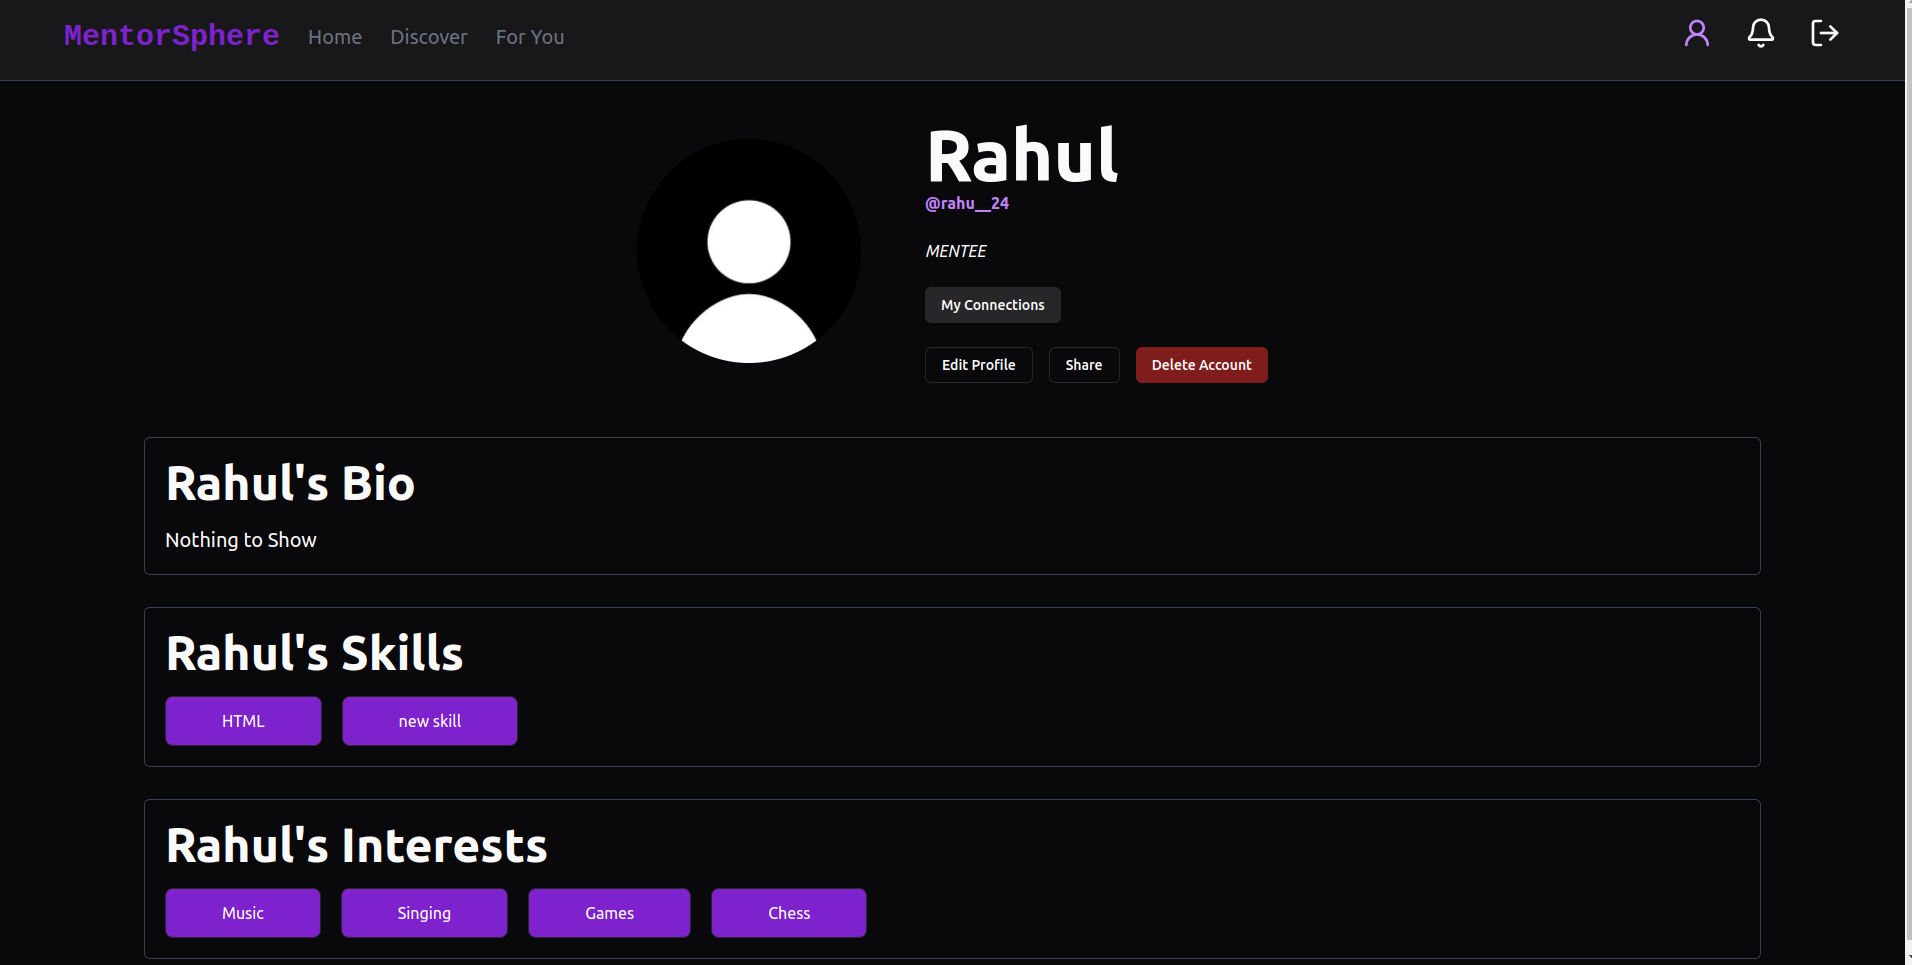 MentorSphere Home Discover For You
Rahul
@rahu__24
MENTEE
My Connections
Edit Profile Share Delete Account
Rahul's Bio
Nothing to Show
Rahul's Skills
HTML new skill
Rahul's Interests
Music Singing Games Chess